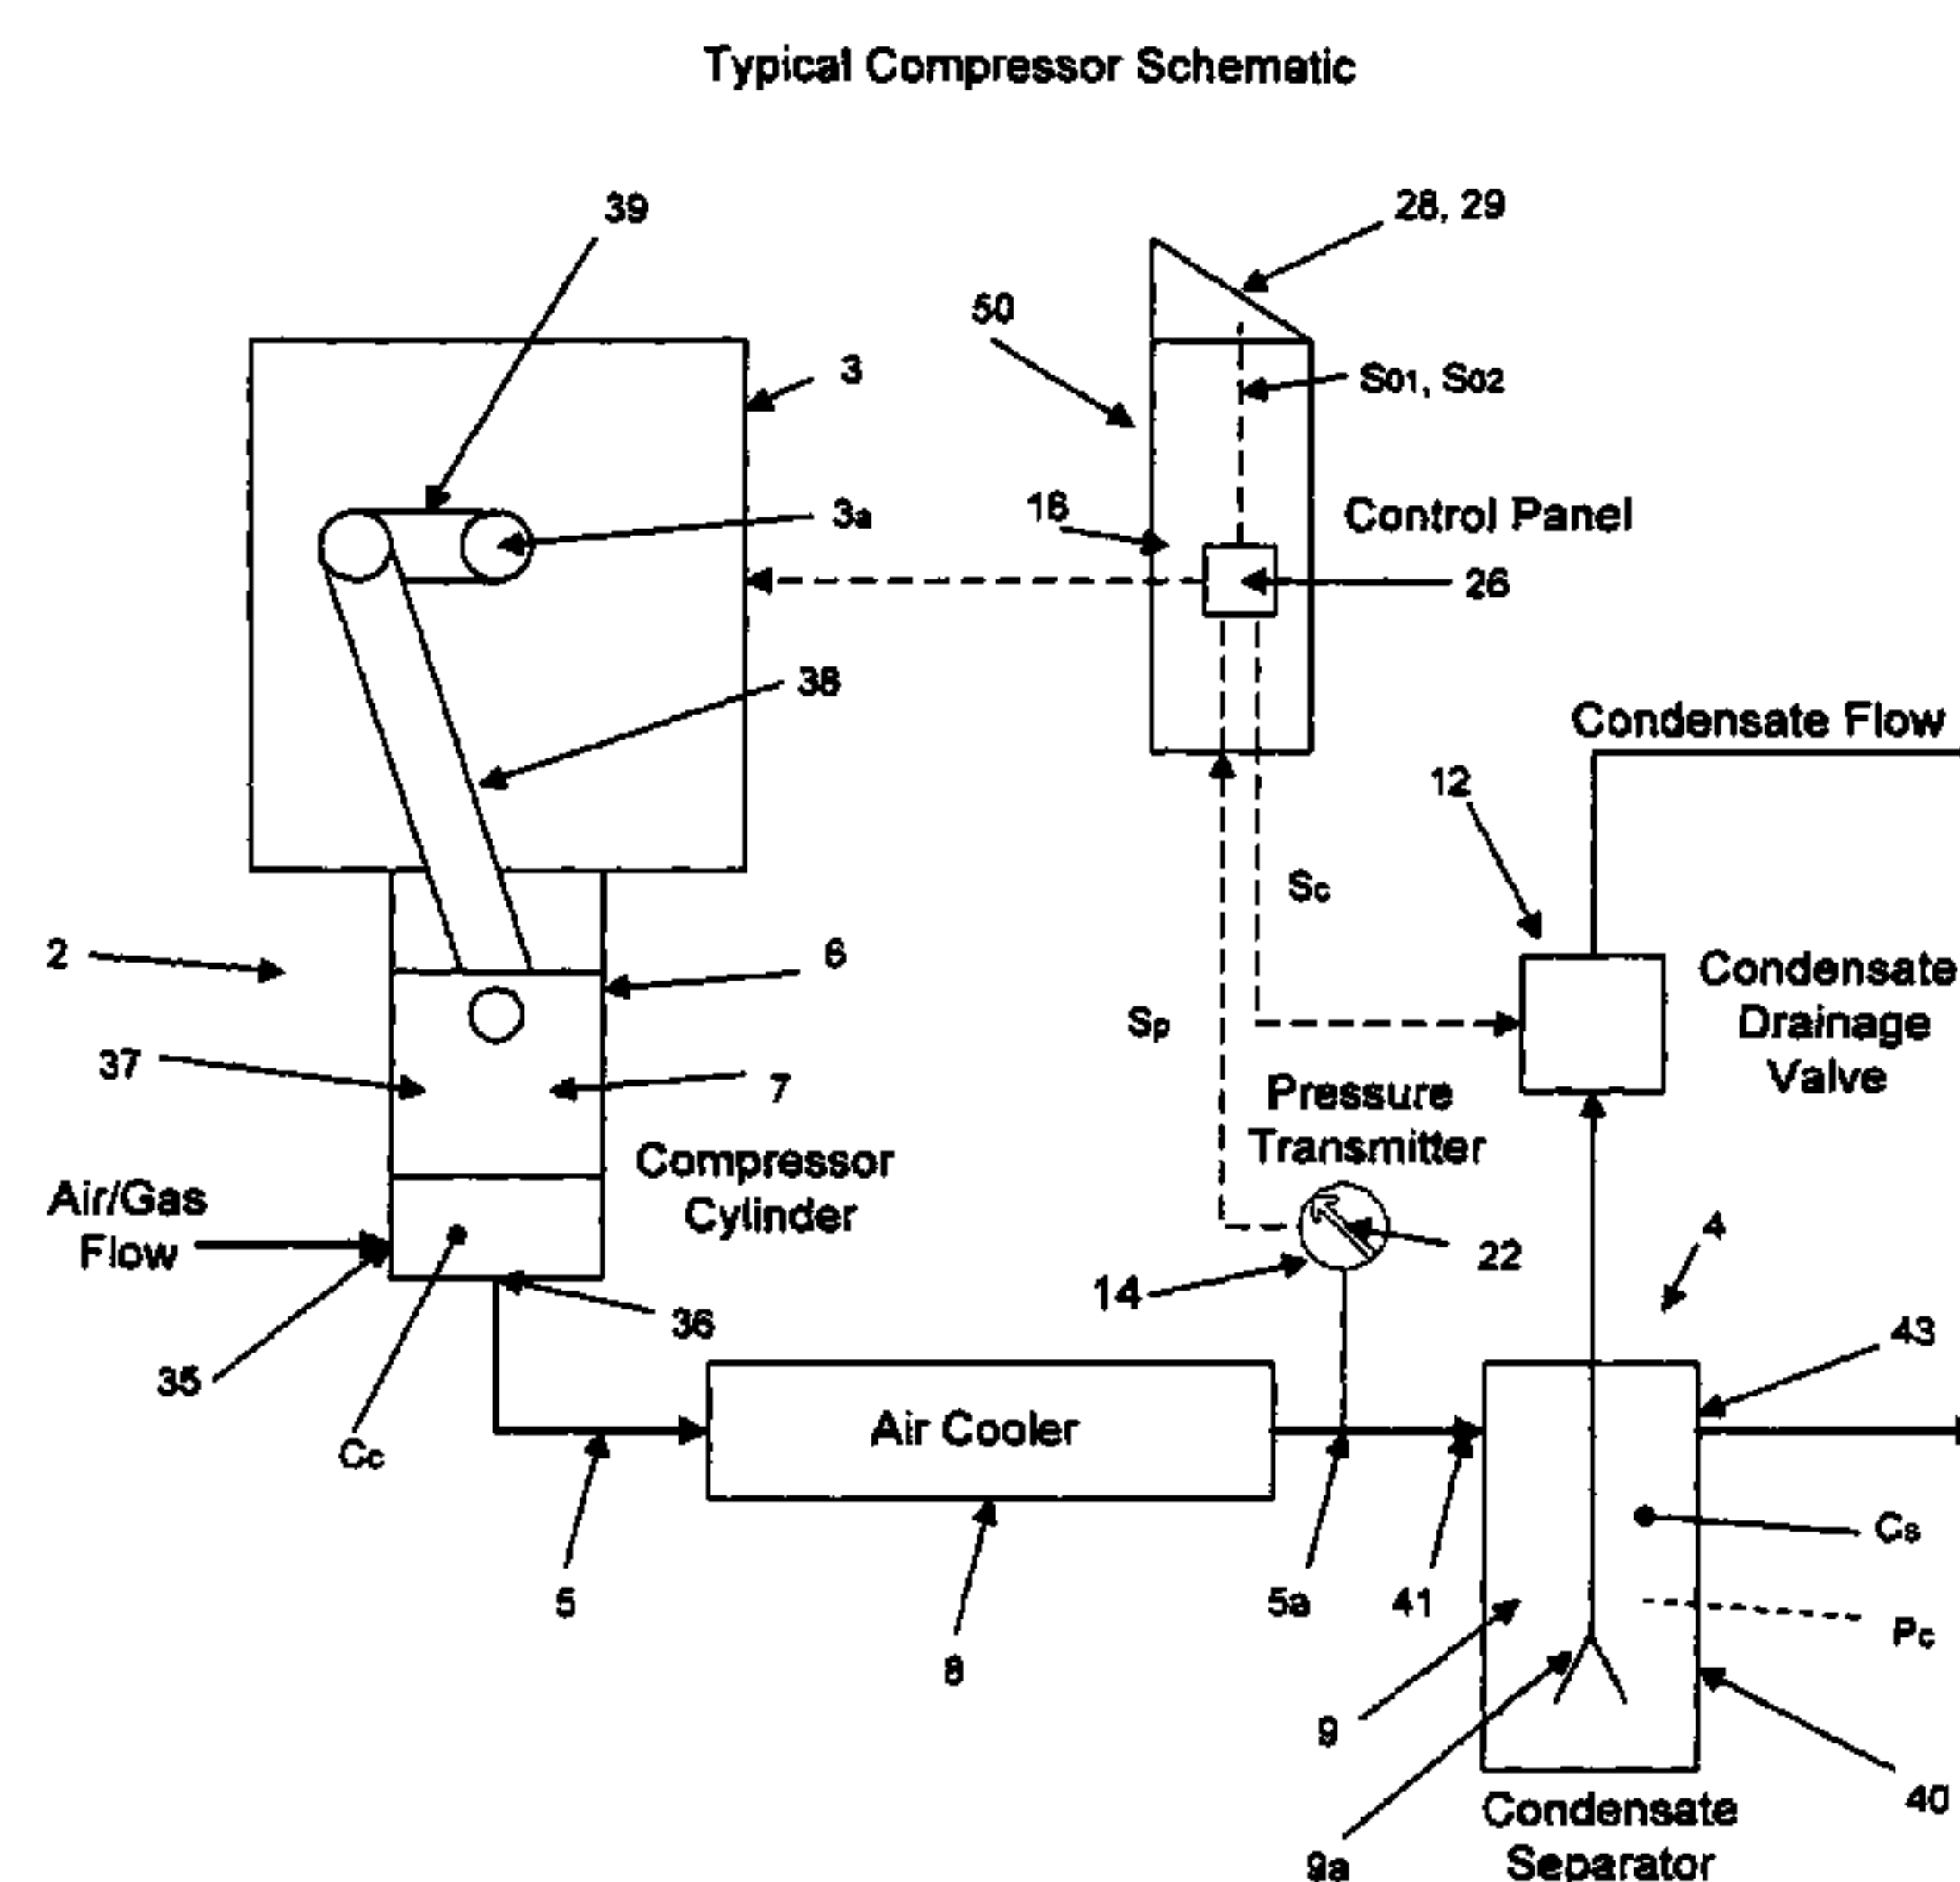 Typical Compressor Schematic
39
28, 29
50
3
S01, S02
3a
16
Control Panel
26
38
Condensate Flow
12
Sc
2
6
Condensate
Drainage
Valve
Sp
37
7
Pressure
Transmitter
Compressor
Cylinder
Air/Gas
Flow
4
22
14
36
43
35
Air Cooler
Cc
Cs
5
5a
41
Pc
8
9
40
Condensate
Separator
9a